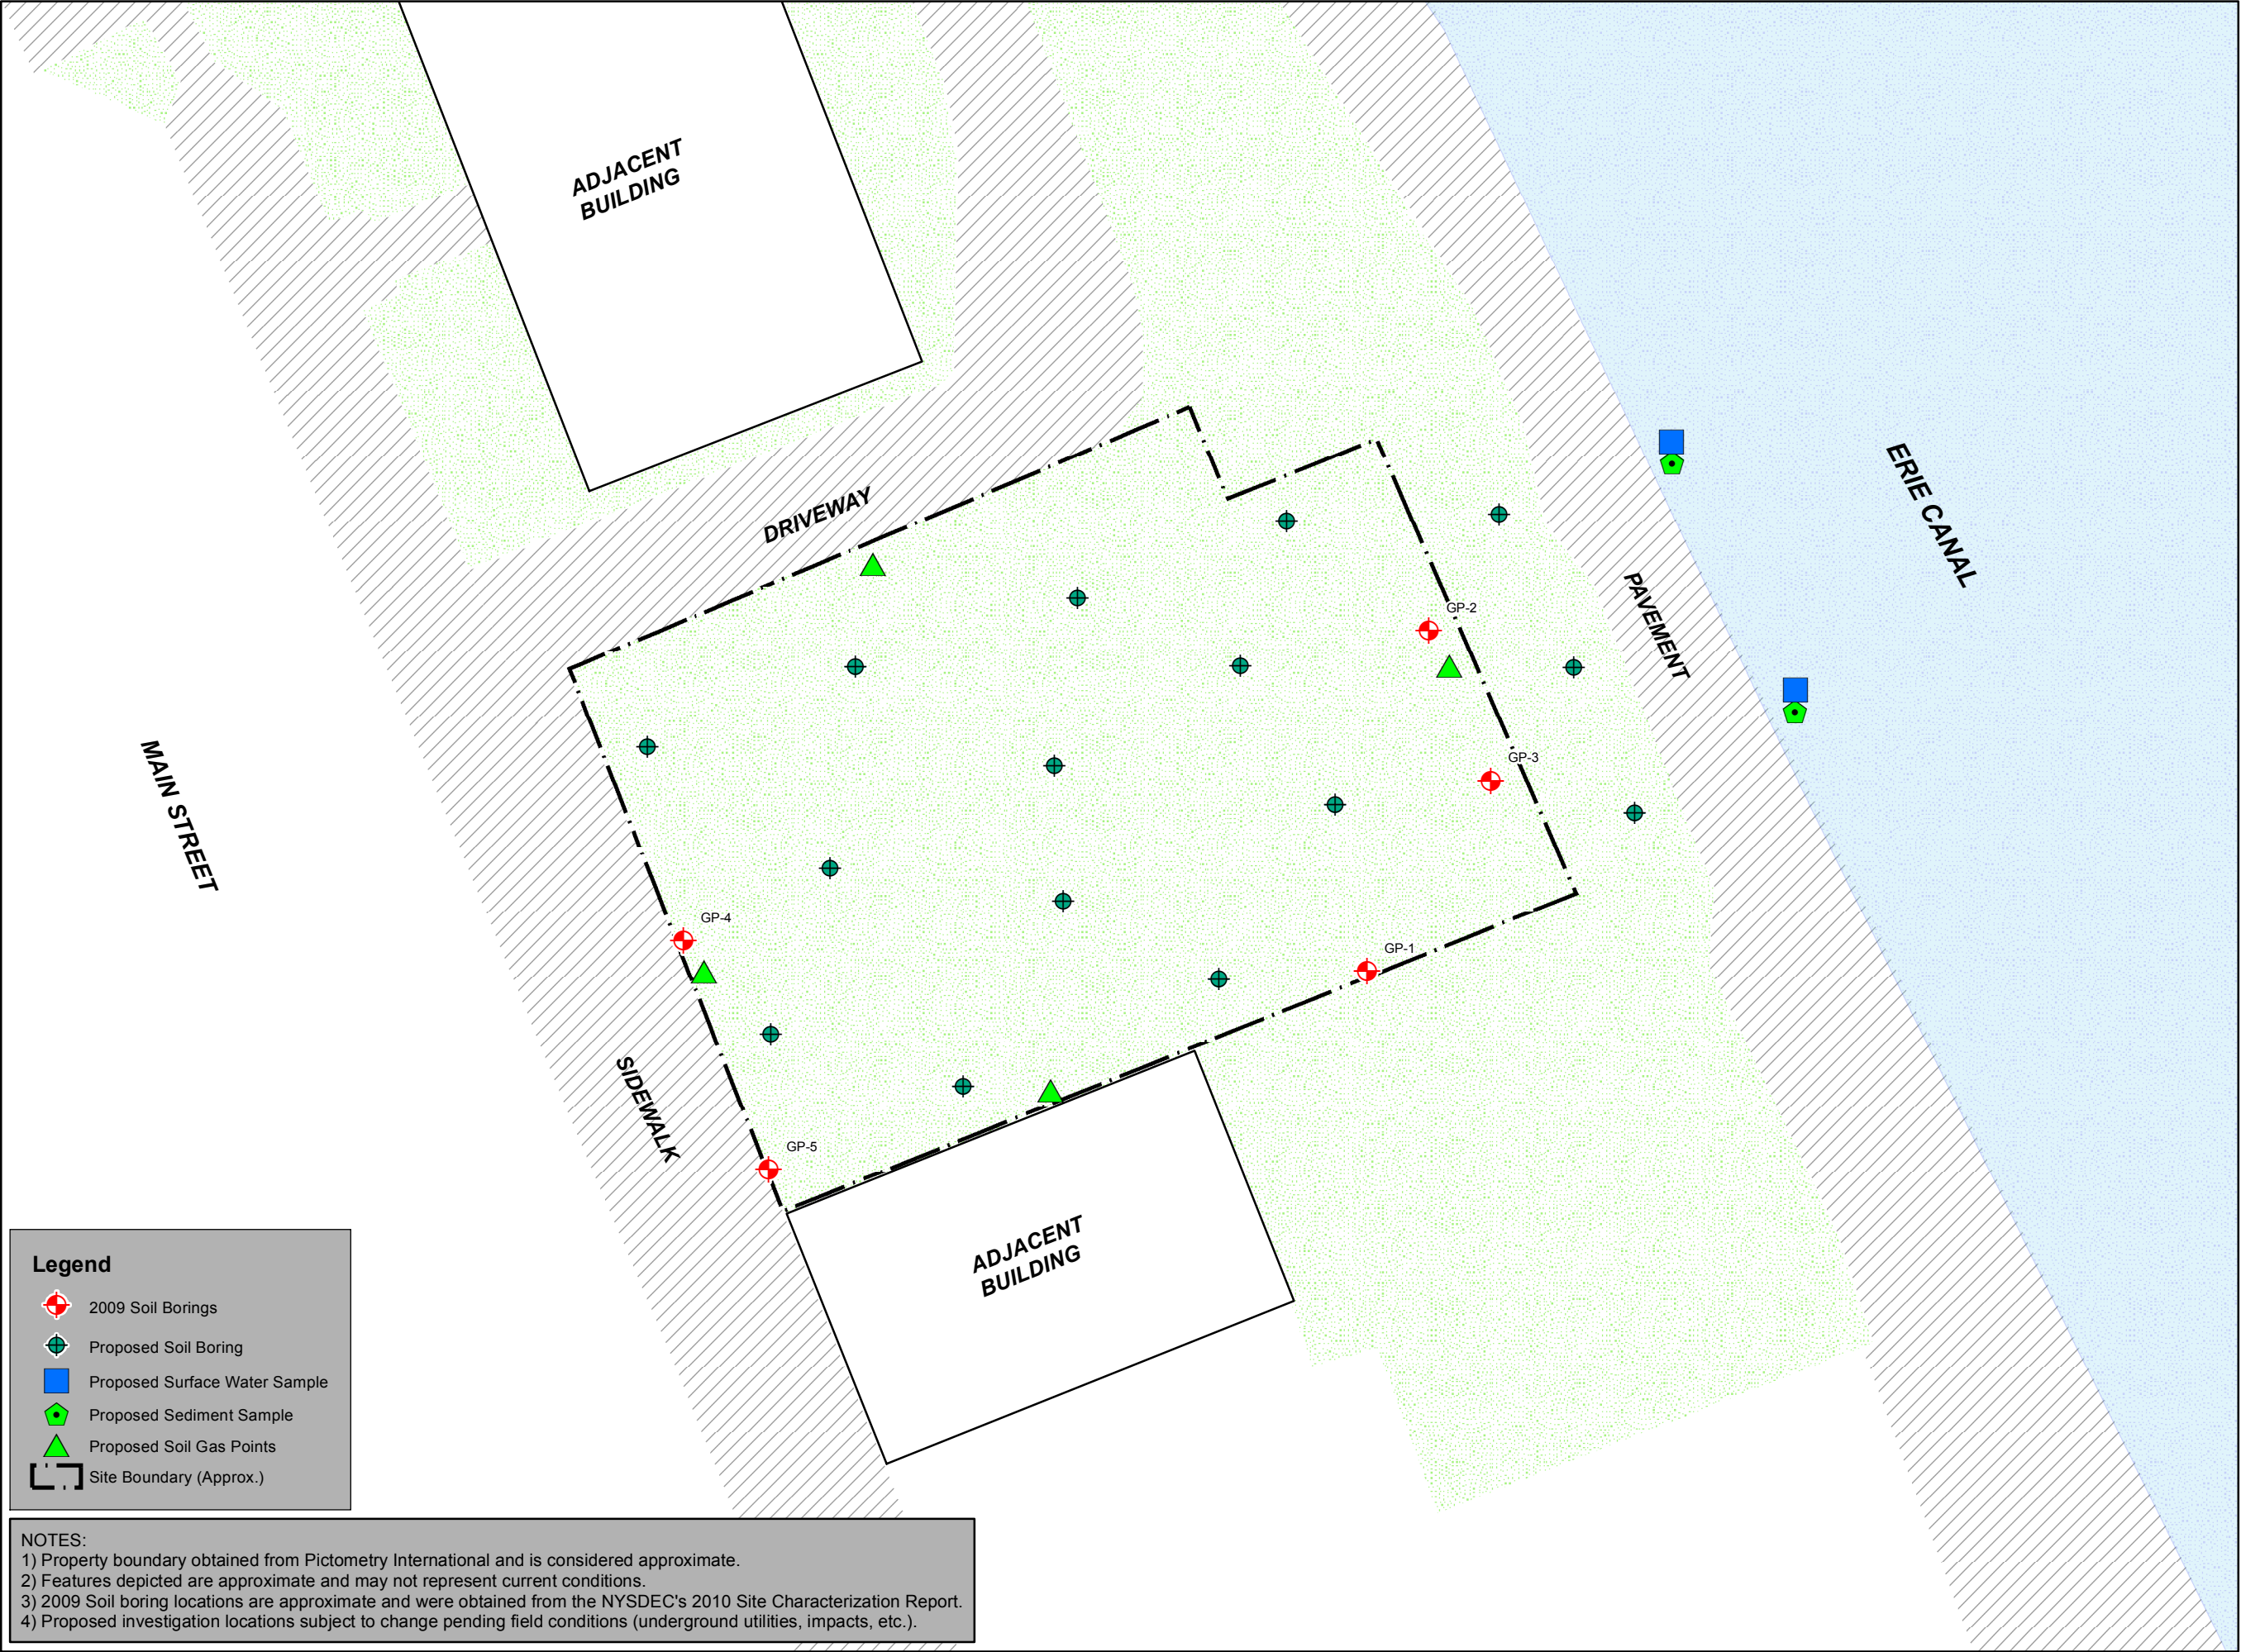 ADJACENT
BUILDING
DRIVEWAY
ERIE CANAL
PAVEMENT
GP-2
GP-3
MAIN STREET
GP-4
GP-1
SIDEWALK
GP-5
ADJACENT
BUILDING
Legend
2009 Soil Borings
Proposed Soil Boring
Proposed Surface Water Sample
Proposed Sediment Sample
Proposed Soil Gas Points
Site Boundary (Approx.)
NOTES:
1) Property boundary obtained from Pictometry International and is considered approximate.
2) Features depicted are approximate and may not represent current conditions.
3) 2009 Soil boring locations are approximate and were obtained from the NYSDEC's 2010 Site Characterization Report.
4) Proposed investigation locations subject to change pending field conditions (underground utilities, impacts, etc.).